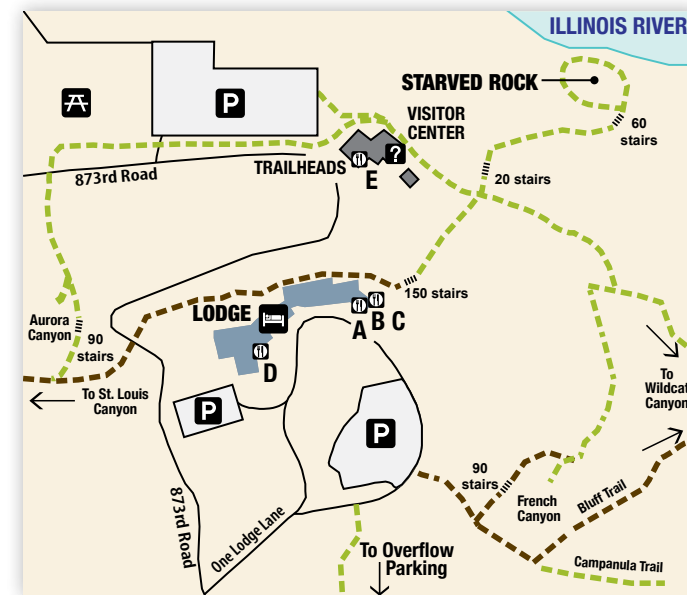 ILLINOIS RIVER
STARVED ROCK
P
VISITOR
CENTER
60
stairs
?
TRAILHEADS
E
873rd Road
20 stairs
150 stairs
LODGE
A
B
C
Aurora
Canyon
90
stairs
D
To
Wildcat
Canyon
To St. Louis
Canyon
P
P
90
stairs
French
Canyon
Bluff Trail
873rd Road
One Lodge Lane
To Overflow
Parking
Campanula Trail